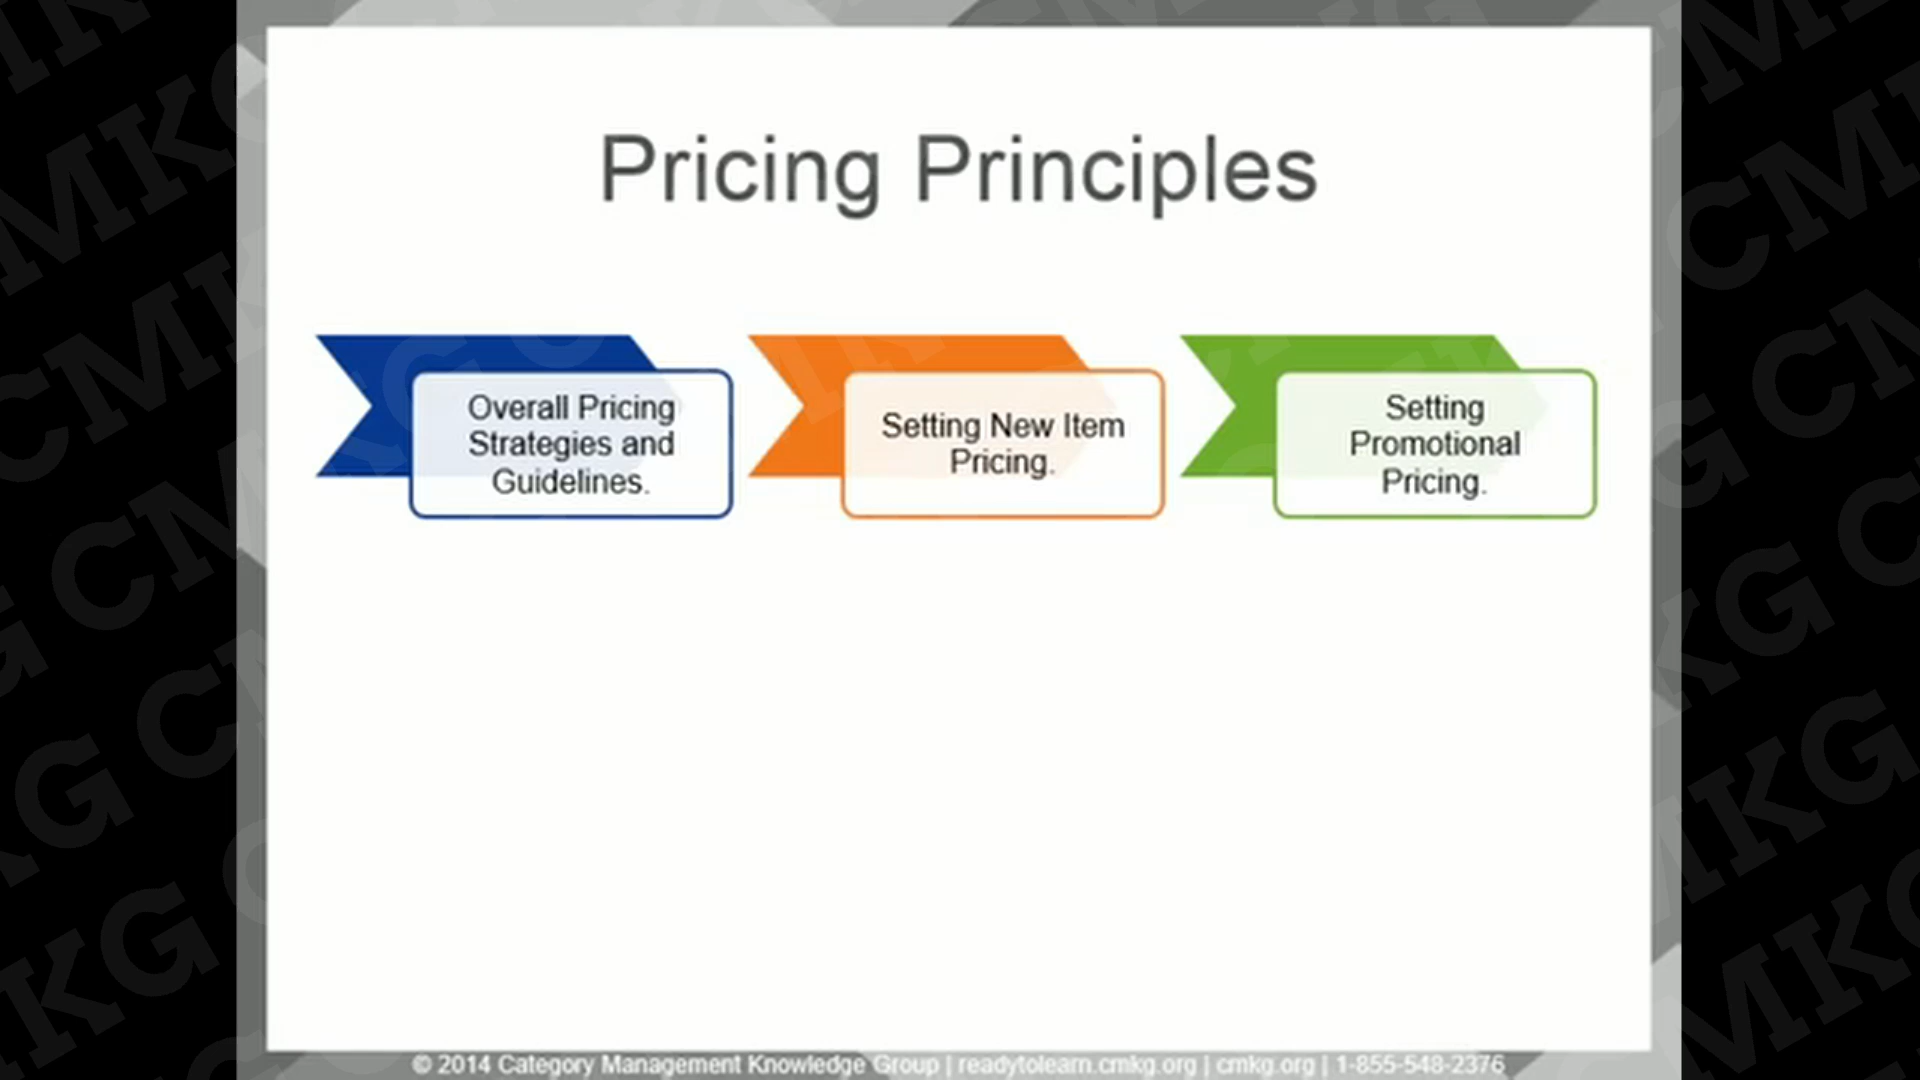 Pricing Principles
Overall Pricing
Strategies and
Guidelines.
Setting New Item
Pricing.
Setting
Promotional
Pricing.
© 2014 Category Management Knowledge Group | readytolearn.cmkg.org | cmkg.org | 1-855-548-2376
CMKG